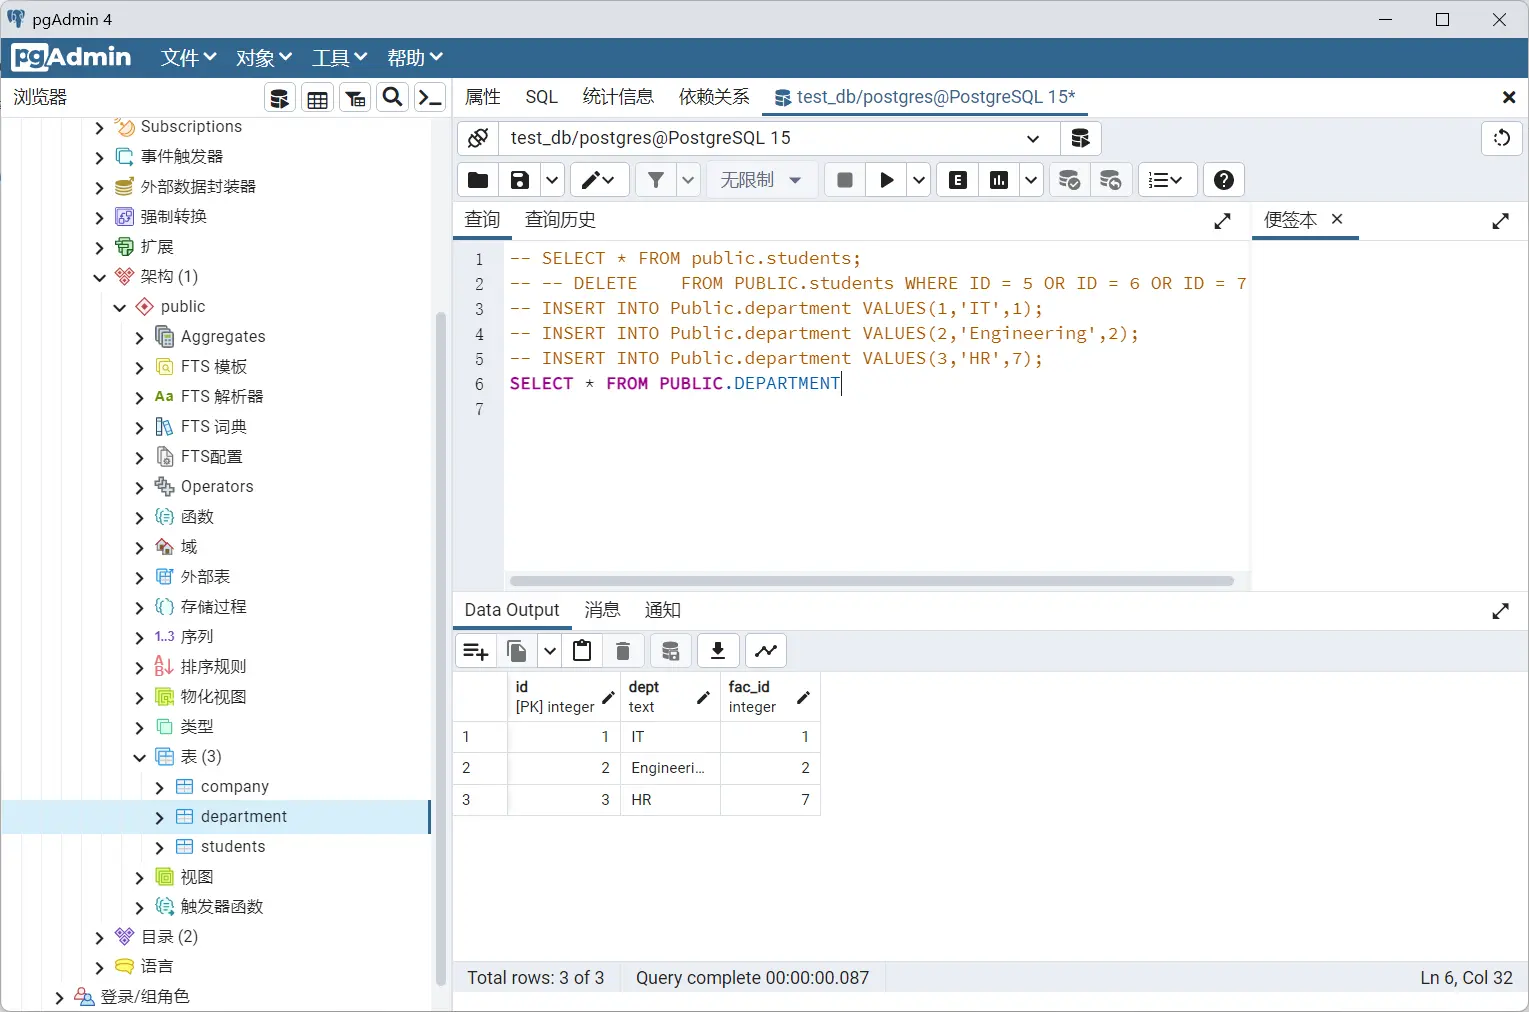 pgAdmin 4
pgAdmin 文件 对象 工具 帮助
浏览器
属性 SQL 统计信息 依赖关系 test_db/postgres@PostgreSQL 15*
test_db/postgres@PostgreSQL 15
无限制
E
查询 查询历史
便签本
Subscriptions
事件触发器
外部数据封装器
强制转换
扩展
架构 (1)
public
Aggregates
FTS 模板
Aa FTS 解析器
FTS 词典
FTS配置
Operators
函数
域
外部表
存储过程
1..3 序列
排序规则
物化视图
类型
表 (3)
company
department
students
视图
触发器函数
目录 (2)
语言
登录/组角色
1 -- SELECT * FROM public.students;
2 -- -- DELETE    FROM PUBLIC.students WHERE ID = 5 OR ID = 6 OR ID = 7
3 -- INSERT INTO Public.department VALUES(1,'IT',1);
4 -- INSERT INTO Public.department VALUES(2,'Engineering',2);
5 -- INSERT INTO Public.department VALUES(3,'HR',7);
6 SELECT * FROM PUBLIC.DEPARTMENT
7
Data Output 消息 通知
id dept fac_id
[PK] integer text integer
1 1 IT 1
2 2 Engineeri... 2
3 3 HR 7
Total rows: 3 of 3 Query complete 00:00:00.087 Ln 6, Col 32